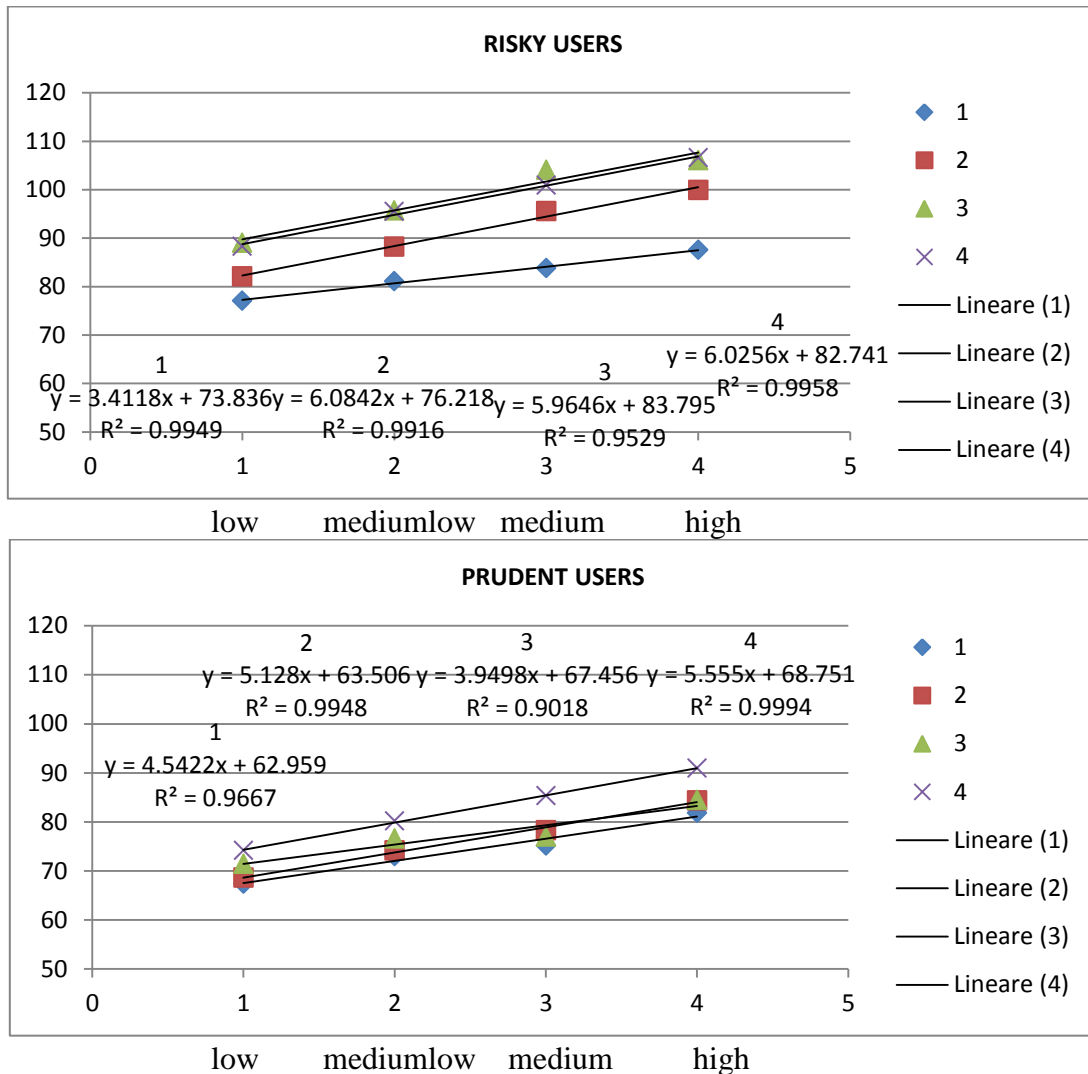 RISKY USERS
120
110
100
90
80
70
60
50
0 1 2 3 4 5
1
y = 3.4118x + 73.836
R² = 0.9949
2
y = 6.0842x + 76.218
R² = 0.9916
3
y = 5.9646x + 83.795
R² = 0.9529
4
y = 6.0256x + 82.741
R² = 0.9958
1
2
3
4
Lineare (1)
Lineare (2)
Lineare (3)
Lineare (4)
low mediumlow medium high
PRUDENT USERS
120
110
100
90
80
70
60
50
0 1 2 3 4 5
1
y = 4.5422x + 62.959
R² = 0.9667
2
y = 5.128x + 63.506
R² = 0.9948
3
y = 3.9498x + 67.456
R² = 0.9018
4
y = 5.555x + 68.751
R² = 0.9994
1
2
3
4
Lineare (1)
Lineare (2)
Lineare (3)
Lineare (4)
low mediumlow medium high